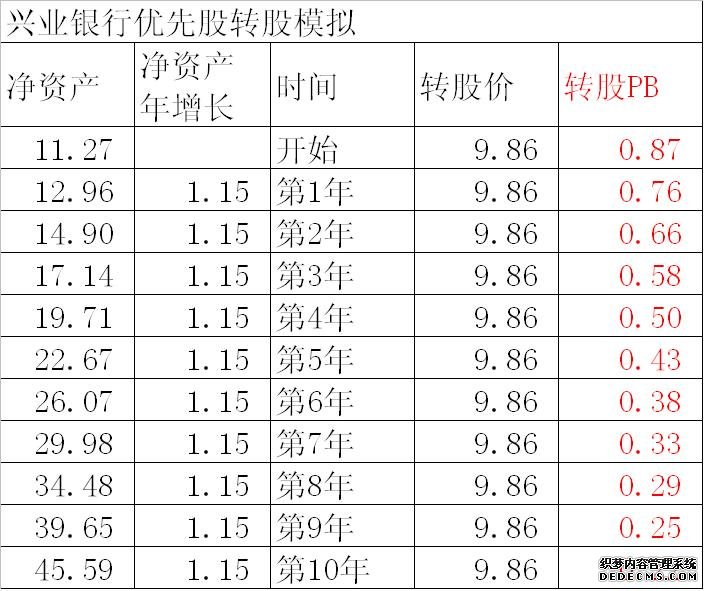 兴业银行优先股转股模拟
净资产 净资产年增长 时间 转股价 转股PB
11.27 开始 9.86 0.87
12.96 1.15 第1年 9.86 0.76
14.90 1.15 第2年 9.86 0.66
17.14 1.15 第3年 9.86 0.58
19.71 1.15 第4年 9.86 0.50
22.67 1.15 第5年 9.86 0.43
26.07 1.15 第6年 9.86 0.38
29.98 1.15 第7年 9.86 0.33
34.48 1.15 第8年 9.86 0.29
39.65 1.15 第9年 9.86 0.25
45.59 1.15 第10年 9.86
织梦内容管理系统
DEDECMS.COM